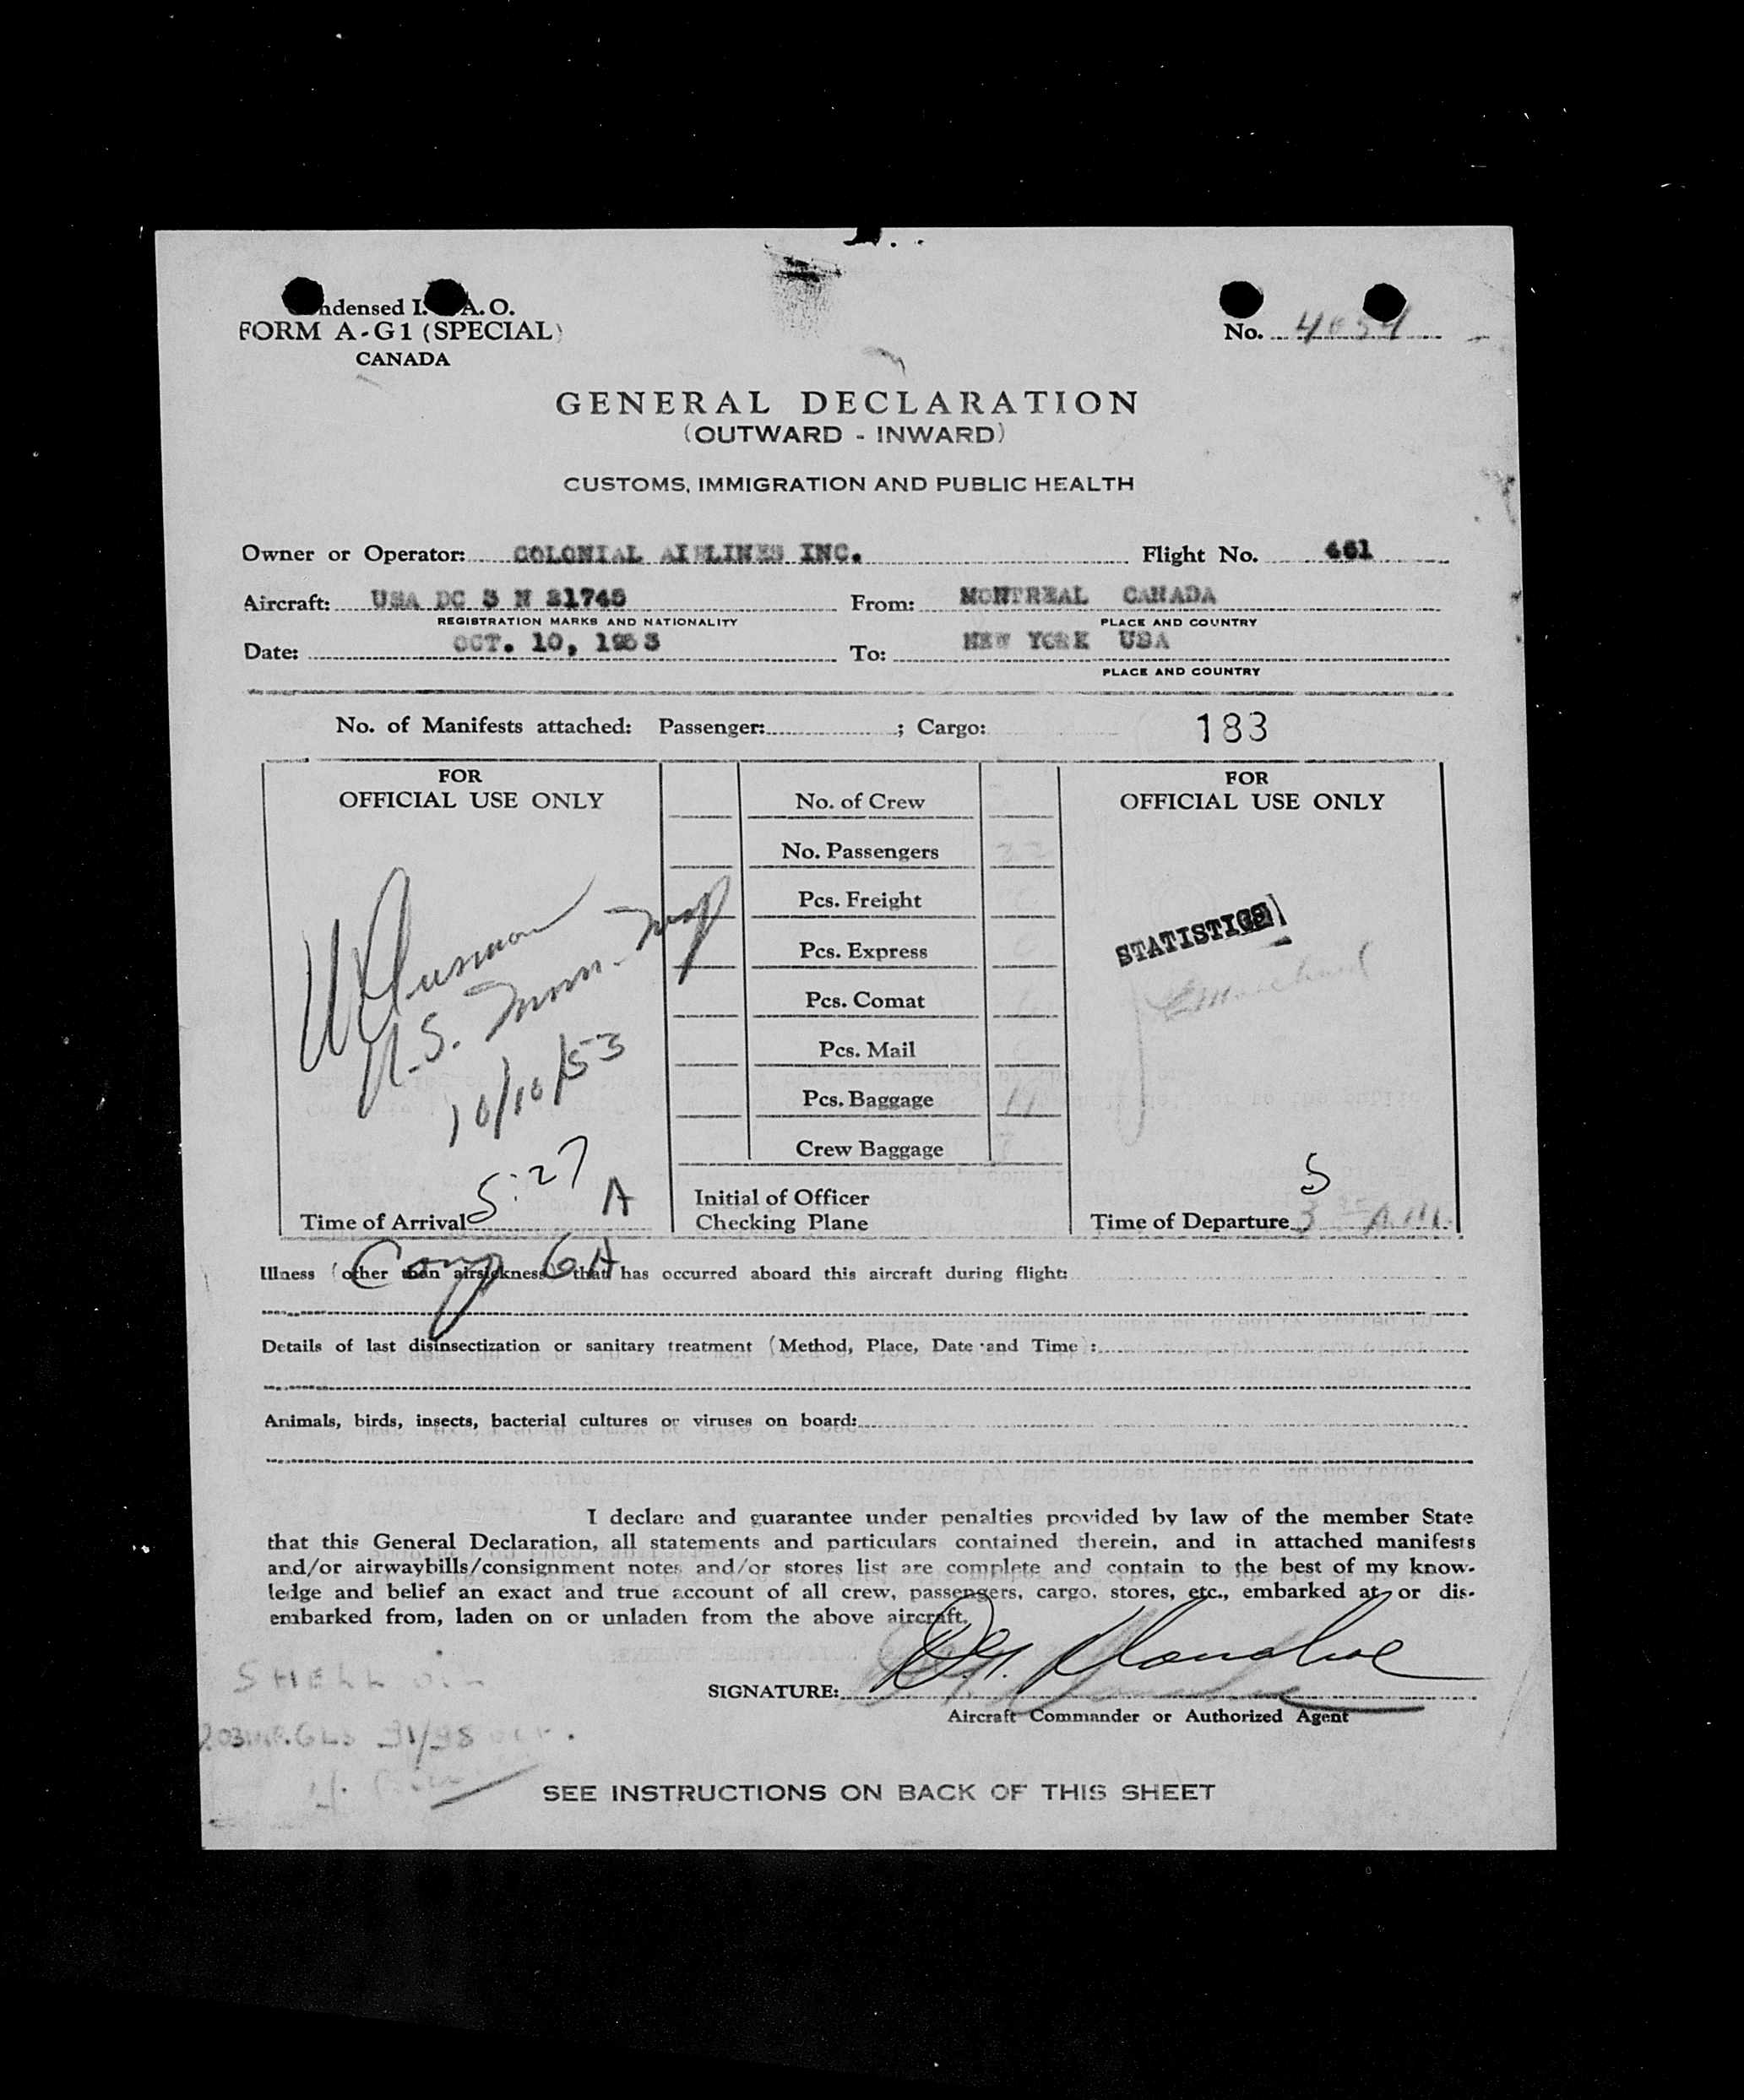 ndensed I. A. O.
FORM A-G1 (SPECIAL)
CANADA
No.
GENERAL DECLARATION
(OUTWARD - INWARD)
CUSTOMS, IMMIGRATION AND PUBLIC HEALTH
Owner or Operator: COLONIAL AIRLINES INC. Flight No. 461
Aircraft: USA DC 3 N 21746 From: MONTREAL CANADA
REGISTRATION MARKS AND NATIONALITY PLACE AND COUNTRY
Date: OCT. 10, 1953 To: NEW YORK USA
PLACE AND COUNTRY
No. of Manifests attached: Passenger: ; Cargo: 183
FOR
OFFICIAL USE ONLY
U.S. Imm. Insp
10/10/53
5:27 A
Time of Arrival
No. of Crew
No. Passengers 22
Pcs. Freight
Pcs. Express
Pcs. Comat
Pcs. Mail
Pcs. Baggage 11
Crew Baggage
Initial of Officer
Checking Plane
FOR
OFFICIAL USE ONLY
STATISTICS
5
Time of Departure 3 35 A.M.
Comp 6A
Illness (other than airsickness) that has occurred aboard this aircraft during flight:
Details of last disinsectization or sanitary treatment (Method, Place, Date and Time):
Animals, birds, insects, bacterial cultures or viruses on board:
I declare and guarantee under penalties provided by law of the member State
that this General Declaration, all statements and particulars contained therein, and in attached manifests
and/or airwaybills/consignment notes and/or stores list are complete and contain to the best of my know-
ledge and belief an exact and true account of all crew, passengers, cargo, stores, etc., embarked at or dis-
embarked from, laden on or unladen from the above aircraft.
SHELL OIL
SIGNATURE:
Aircraft Commander or Authorized Agent
SEE INSTRUCTIONS ON BACK OF THIS SHEET